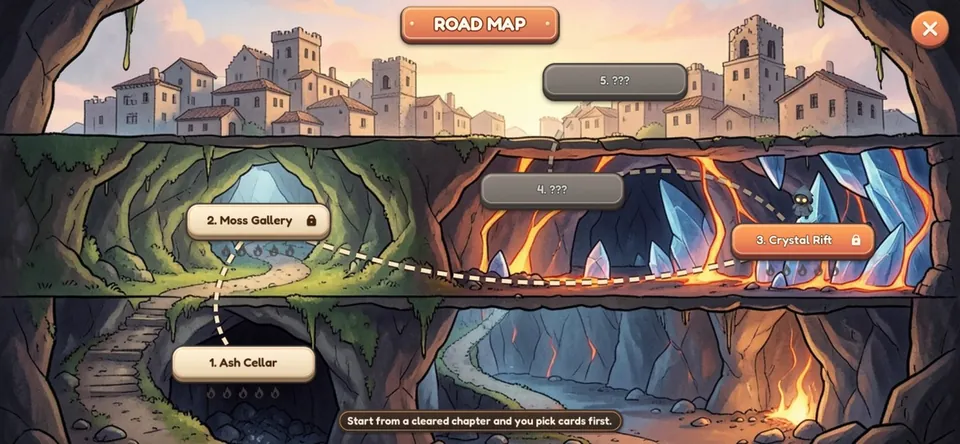 ROAD MAP
5. ???
4. ???
2. Moss Gallery
3. Crystal Rift
1. Ash Cellar
Start from a cleared chapter and you pick cards first.